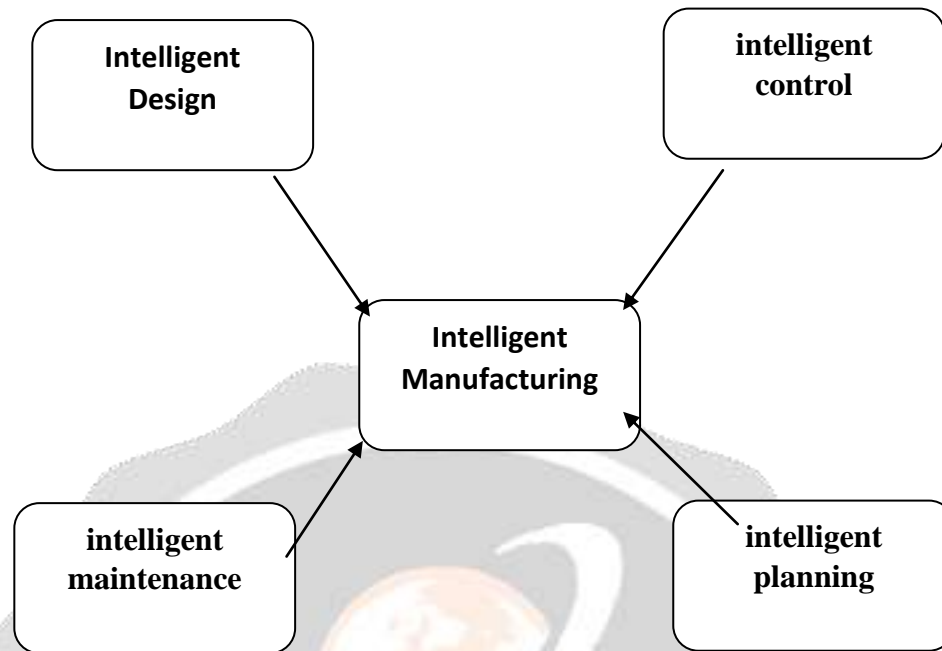 Intelligent
Design
intelligent
control
Intelligent
Manufacturing
intelligent
maintenance
intelligent
planning